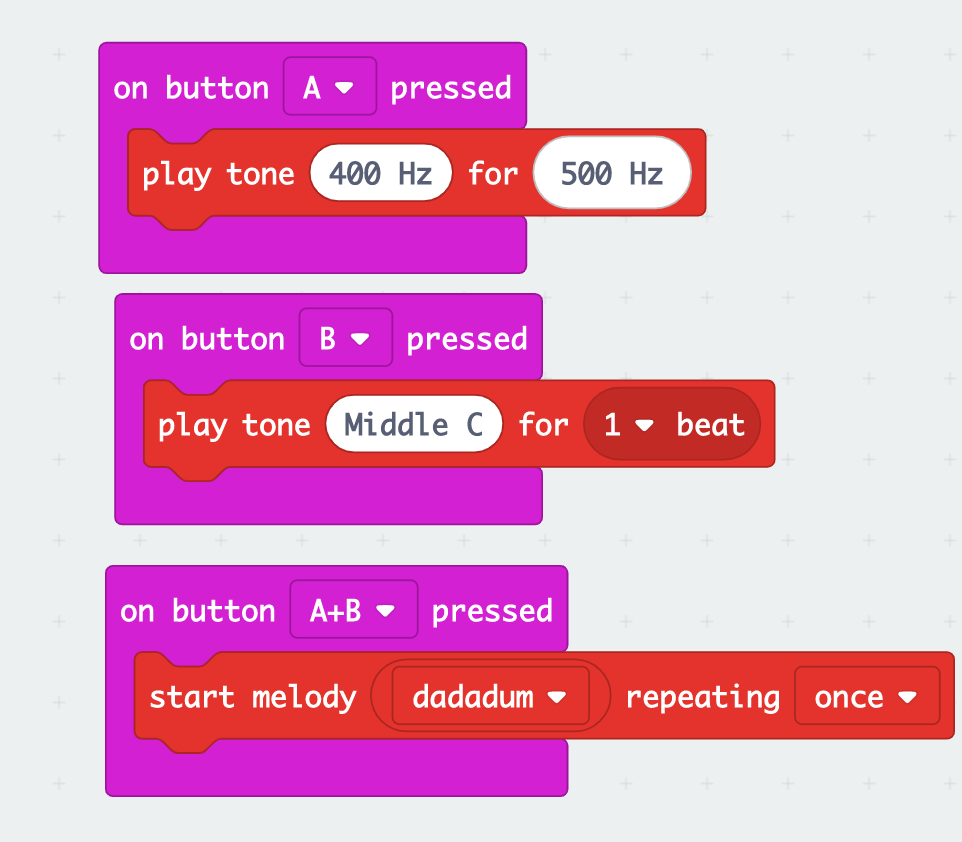 on button A pressed
play tone 400 Hz for 500 Hz
on button B pressed
play tone Middle C for 1 beat
on button A+B pressed
start melody dadadum repeating once